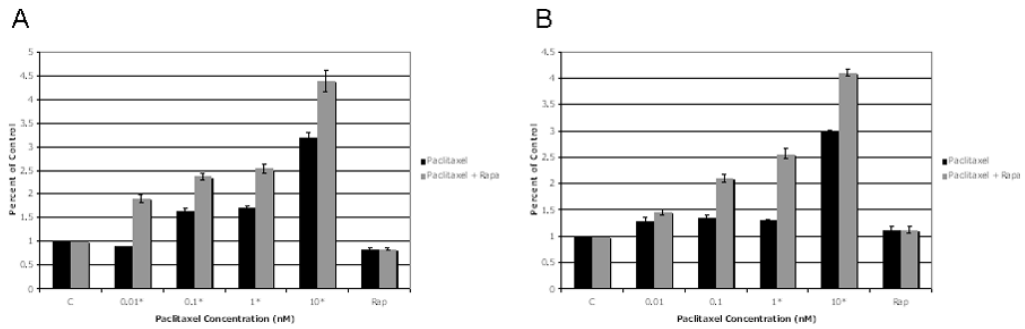 A
B
5
4.5
4
3.5
3
2.5
2
1.5
1
0.5
0
Percent of Control
C 0.01* 0.1* 1* 10* Rap
Paclitaxel Concentration (nM)
Paclitaxel
Paclitaxel + Rapa
4.5
4
3.5
3
2.5
2
1.5
1
0.5
0
Percent of Control
C 0.01 0.1 1* 10* Rap
Paclitaxel Concentration (nM)
Paclitaxel
Paclitaxel + Rapa